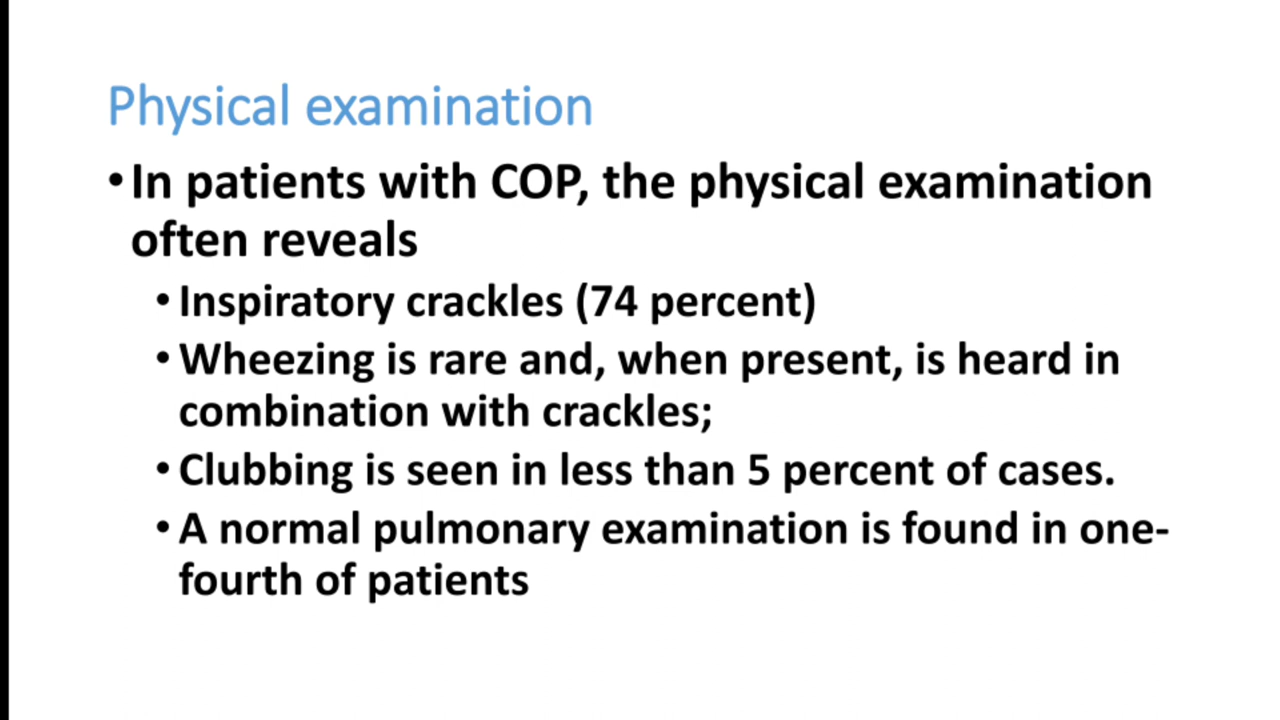 Physical examination
•In patients with COP, the physical examination
often reveals
•Inspiratory crackles (74 percent)
•Wheezing is rare and, when present, is heard in
combination with crackles;
•Clubbing is seen in less than 5 percent of cases.
•A normal pulmonary examination is found in one-
fourth of patients